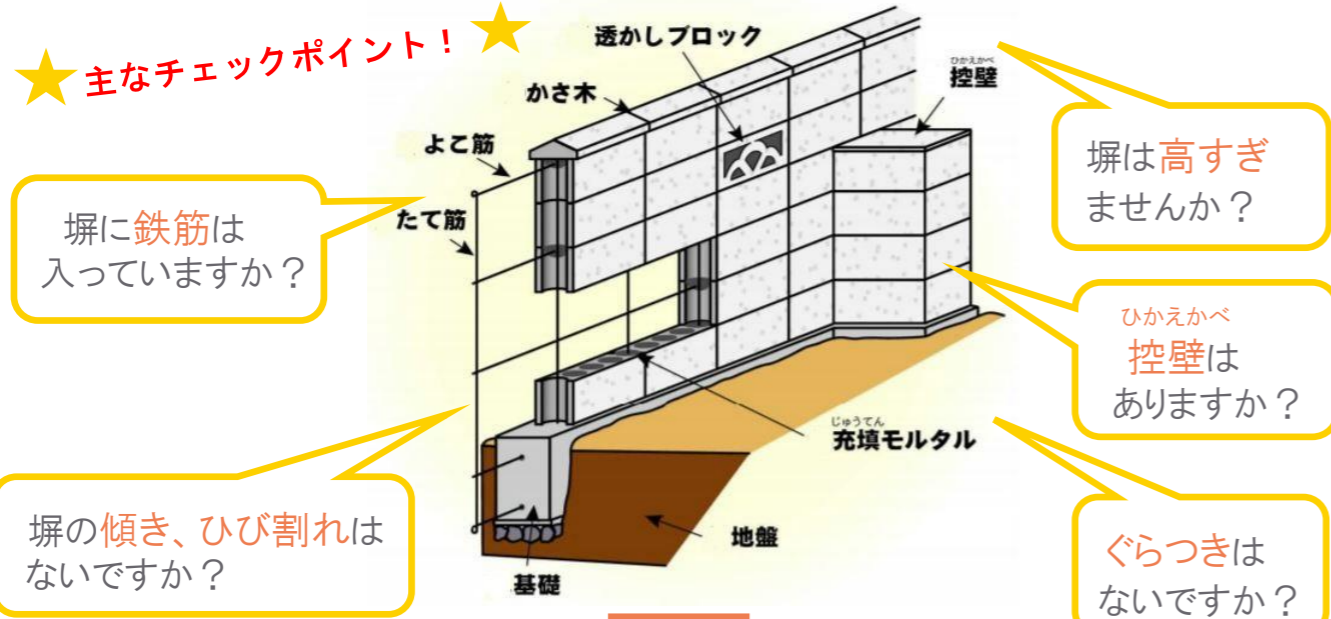 主なチェックポイント！
透かしブロック
ひかえかべ
控壁
かさ木
よこ筋
たて筋
塀に鉄筋は
入っていますか？
塀は高すぎ
ませんか？
ひかえかべ
控壁は
ありますか？
じゅうてん
充填モルタル
塀の傾き、ひび割れは
ないですか？
地盤
基礎
ぐらつきは
ないですか？